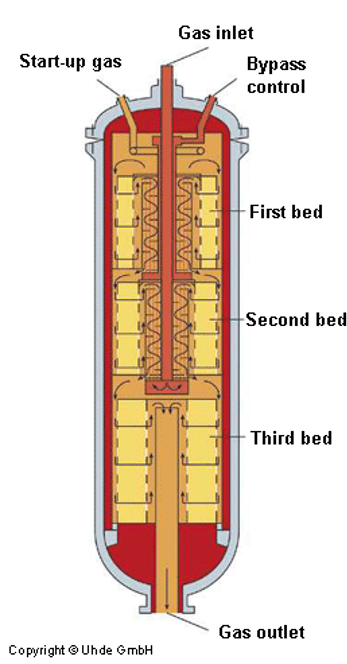 Gas inlet
Start-up gas
Bypass
control
First bed
Second bed
Third bed
Gas outlet
Copyright © Uhde GmbH